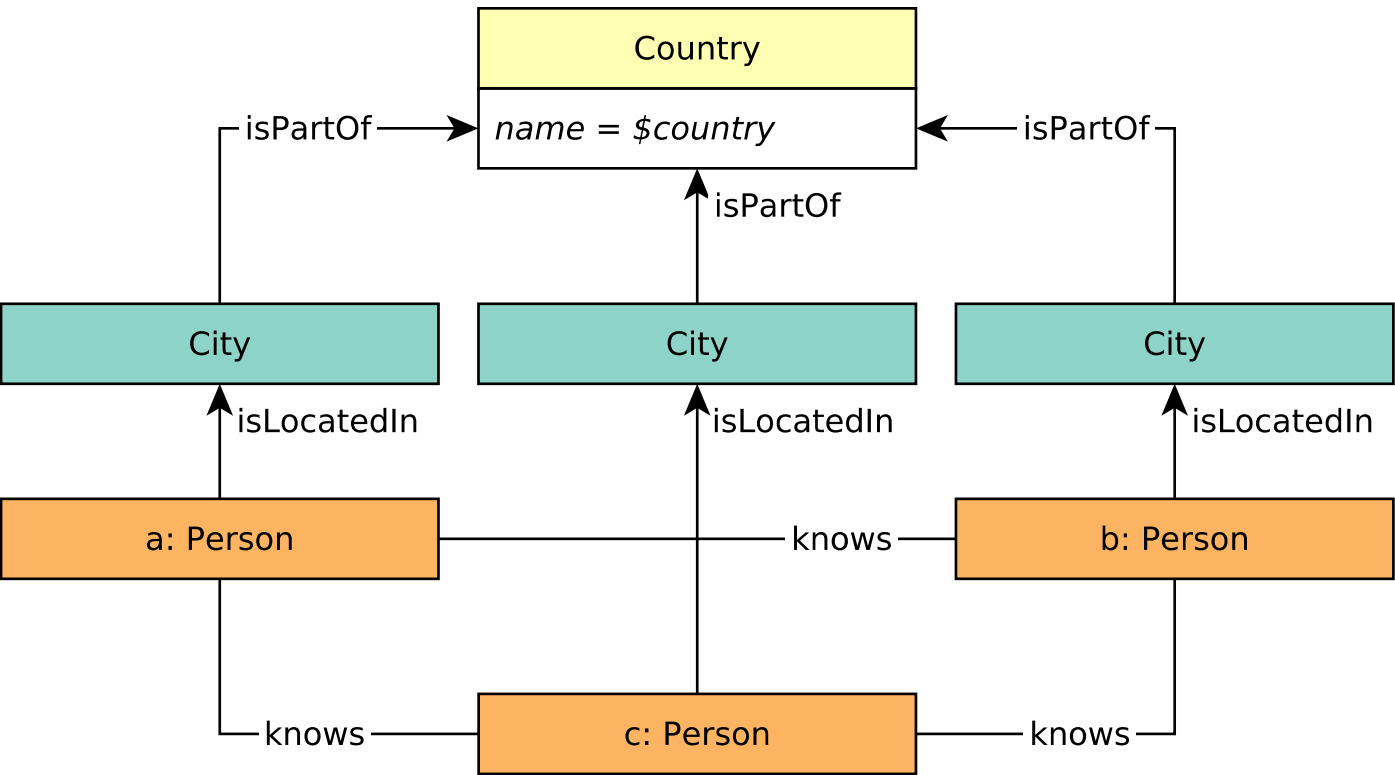 Country
isPartOf
name = $country
isPartOf
isPartOf
City
City
City
isLocatedIn
isLocatedIn
isLocatedIn
a: Person
knows
b: Person
knows
c: Person
knows